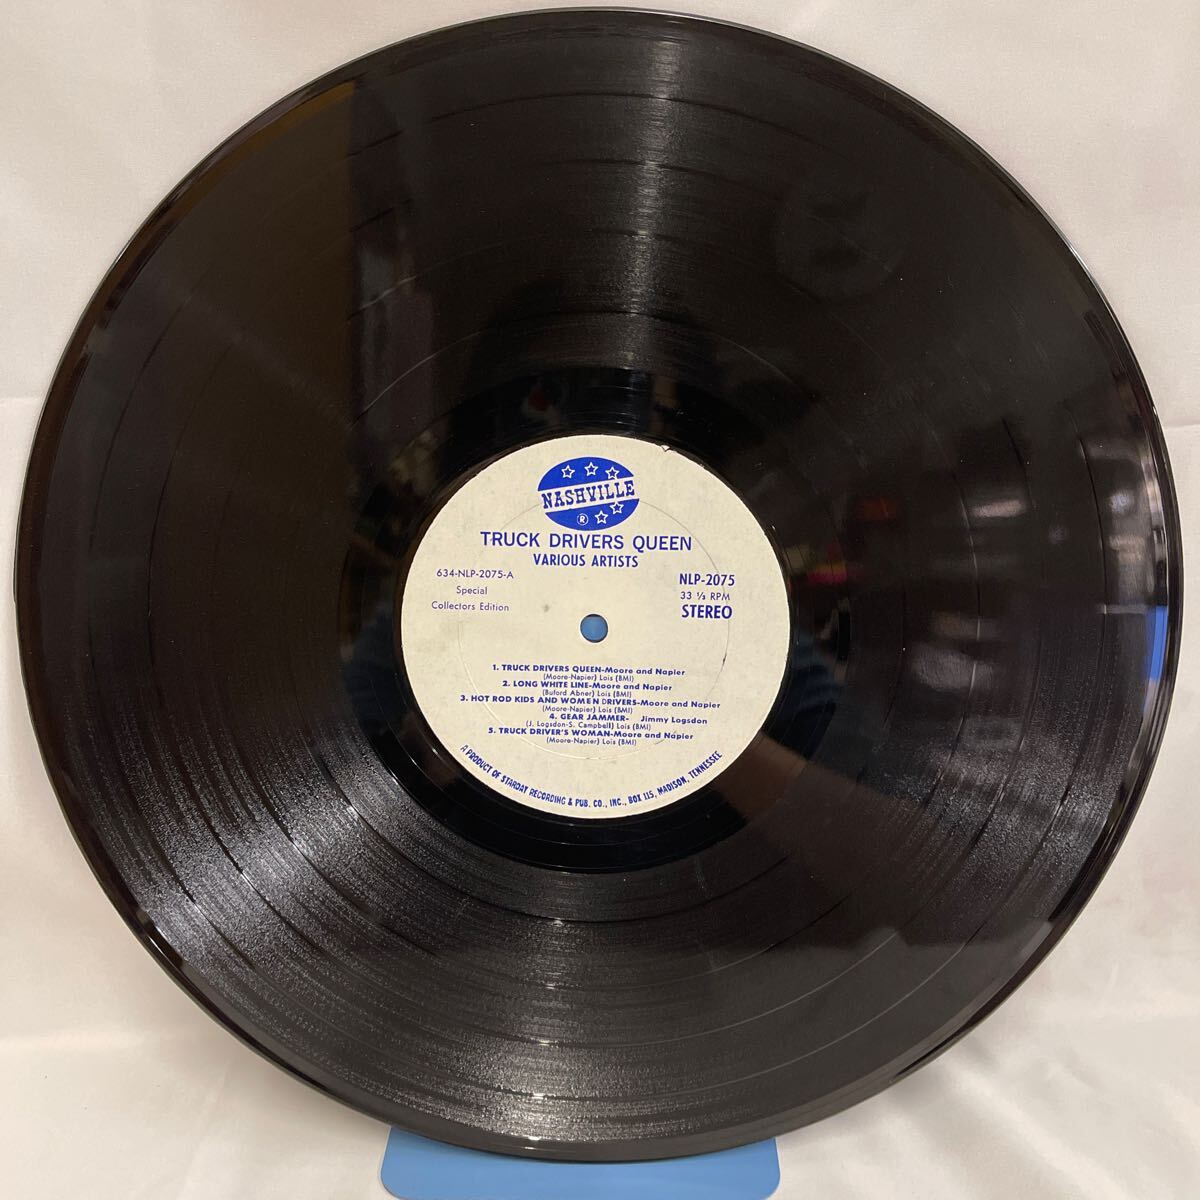 NASHVILLE
®
TRUCK DRIVERS QUEEN
VARIOUS ARTISTS
634-NLP-2075-A
Special
Collectors Edition
NLP-2075
33 ⅓ RPM
STEREO
1. TRUCK DRIVERS QUEEN-Moore and Napier
(Moore-Napier) Lois (BMI)
2. LONG WHITE LINE-Moore and Napier
(Buford Abner) Lois (BMI)
3. HOT ROD KIDS AND WOMEN DRIVERS-Moore and Napier
(Moore-Napier) Lois (BMI)
4. GEAR JAMMER- Jimmy Logsdon
(J. Logsdon-S. Campbell) Lois (BMI)
5. TRUCK DRIVER'S WOMAN-Moore and Napier
(Moore-Napier) Lois (BMI)
A PRODUCT OF STARDAY RECORDING & PUB. CO., INC., BOX 115, MADISON, TENNESSEE